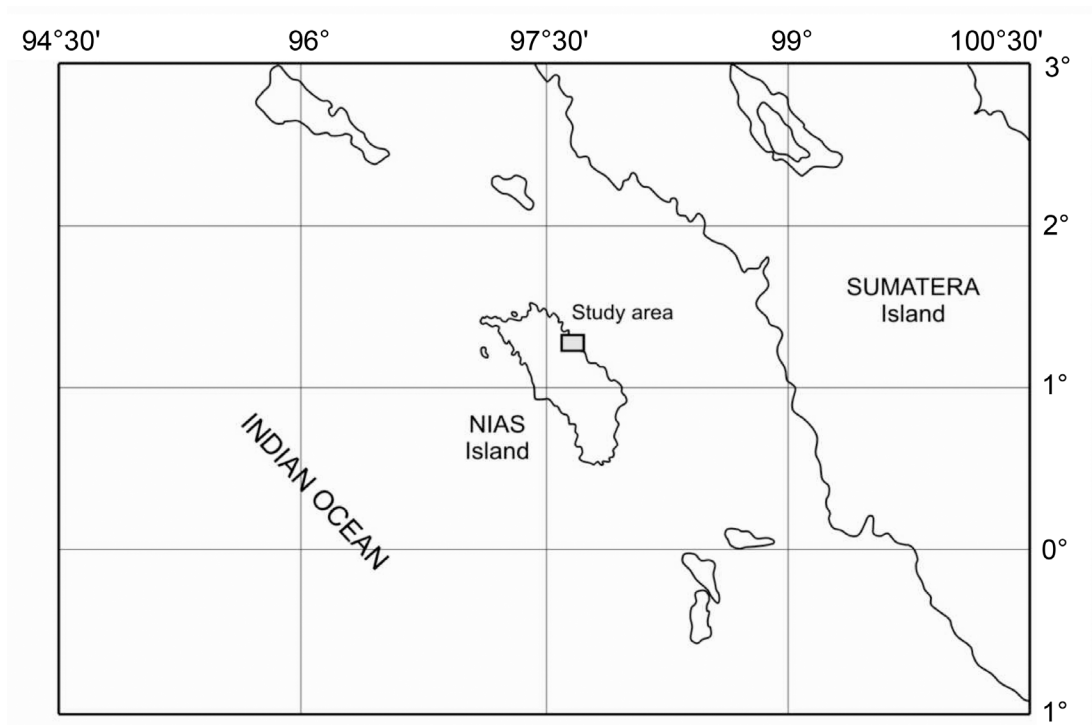 94°30'
96°
97°30'
99°
100°30'
3°
2°
SUMATERA
Island
Study area
1°
NIAS
Island
INDIAN OCEAN
0°
1°